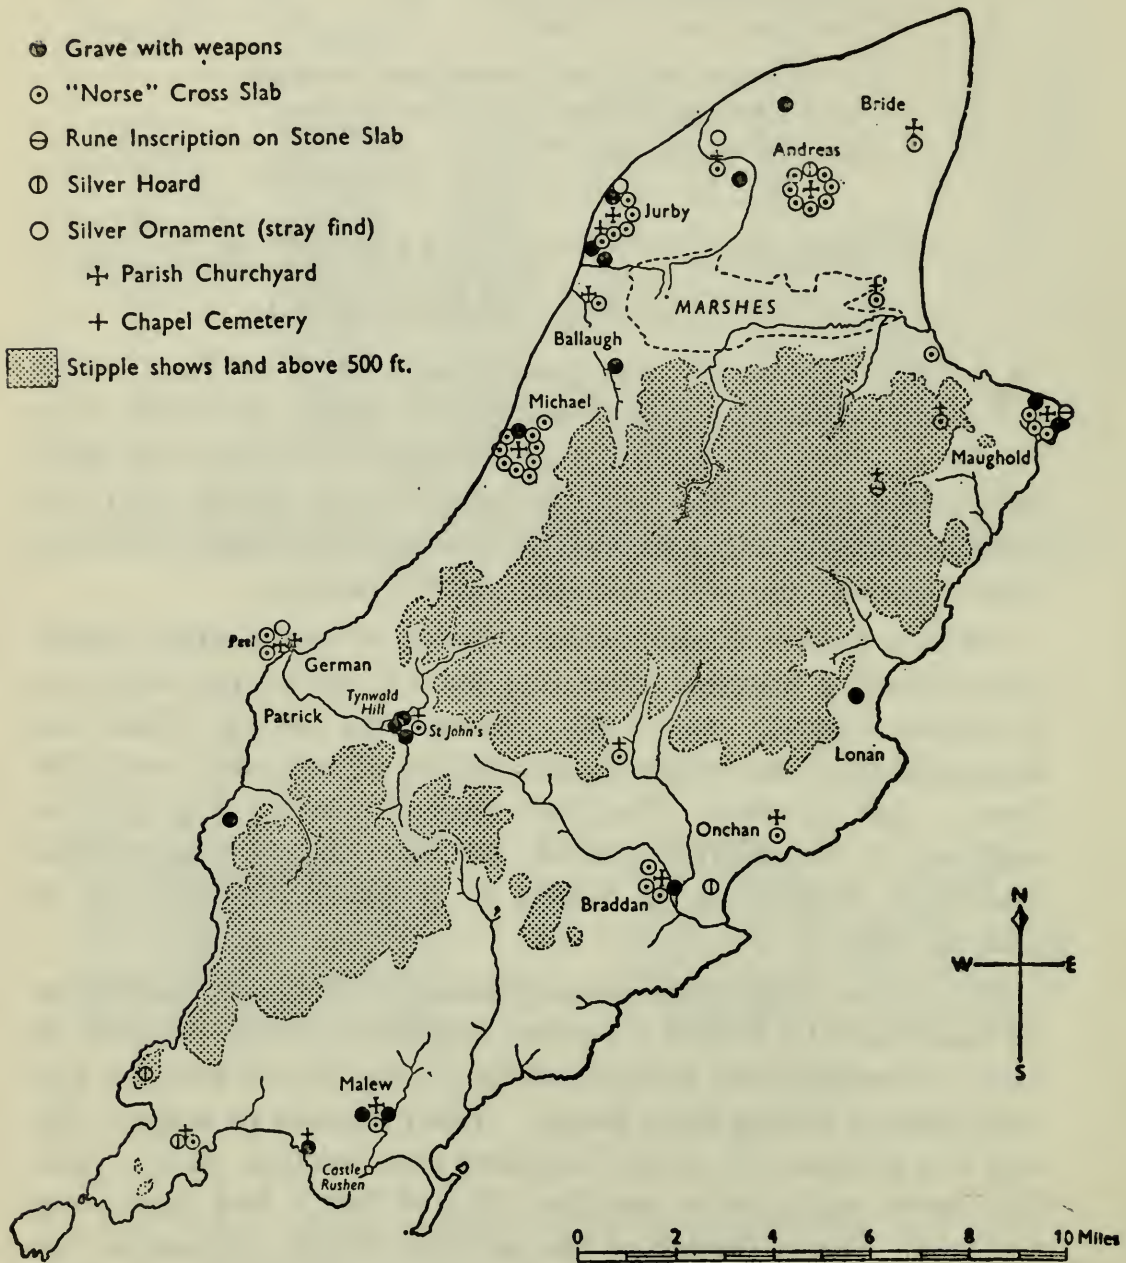 Grave with weapons
"Norse" Cross Slab
Rune Inscription on Stone Slab
Silver Hoard
Silver Ornament (stray find)
Parish Churchyard
Chapel Cemetery
Stipple shows land above 500 ft.
Bride
Andreas
Jurby
MARSHES
Ballaugh
Michael
Maughold
Peel
German
Tynwald
Hill
Patrick
St John's
Lonan
Onchan
Braddan
N
W E
S
Malew
Castle
Rushen
0 2 4 6 8 10 Miles